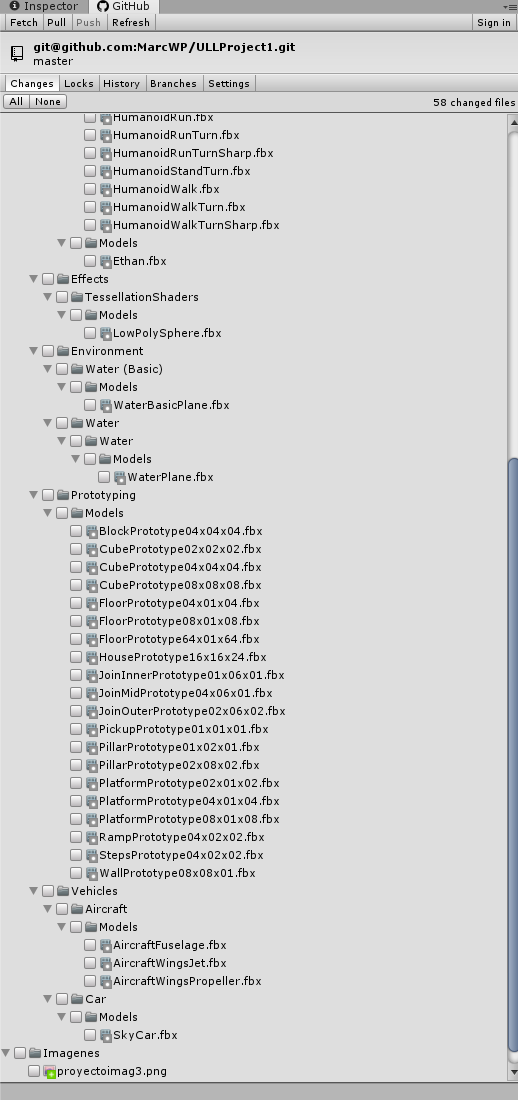 Inspector GitHub
Fetch Pull Push Refresh Sign in
git@github.com:MarcWP/ULLProject1.git
master
Changes Locks History Branches Settings
All None 58 changed files
HumanoidRun.fbx
HumanoidRunTurn.fbx
HumanoidRunTurnSharp.fbx
HumanoidStandTurn.fbx
HumanoidWalk.fbx
HumanoidWalkTurn.fbx
HumanoidWalkTurnSharp.fbx
Models
Ethan.fbx
Effects
TessellationShaders
Models
LowPolySphere.fbx
Environment
Water (Basic)
Models
WaterBasicPlane.fbx
Water
Water
Models
WaterPlane.fbx
Prototyping
Models
BlockPrototype04x04x04.fbx
CubePrototype02x02x02.fbx
CubePrototype04x04x04.fbx
CubePrototype08x08x08.fbx
FloorPrototype04x01x04.fbx
FloorPrototype08x01x08.fbx
FloorPrototype64x01x64.fbx
HousePrototype16x16x24.fbx
JoinInnerPrototype01x06x01.fbx
JoinMidPrototype04x06x01.fbx
JoinOuterPrototype02x06x02.fbx
PickupPrototype01x01x01.fbx
PillarPrototype01x02x01.fbx
PillarPrototype02x08x02.fbx
PlatformPrototype02x01x02.fbx
PlatformPrototype04x01x04.fbx
PlatformPrototype08x01x08.fbx
RampPrototype04x02x02.fbx
StepsPrototype04x02x02.fbx
WallPrototype08x08x01.fbx
Vehicles
Aircraft
Models
AircraftFuselage.fbx
AircraftWingsJet.fbx
AircraftWingsPropeller.fbx
Car
Models
SkyCar.fbx
Imagenes
proyectoimag3.png